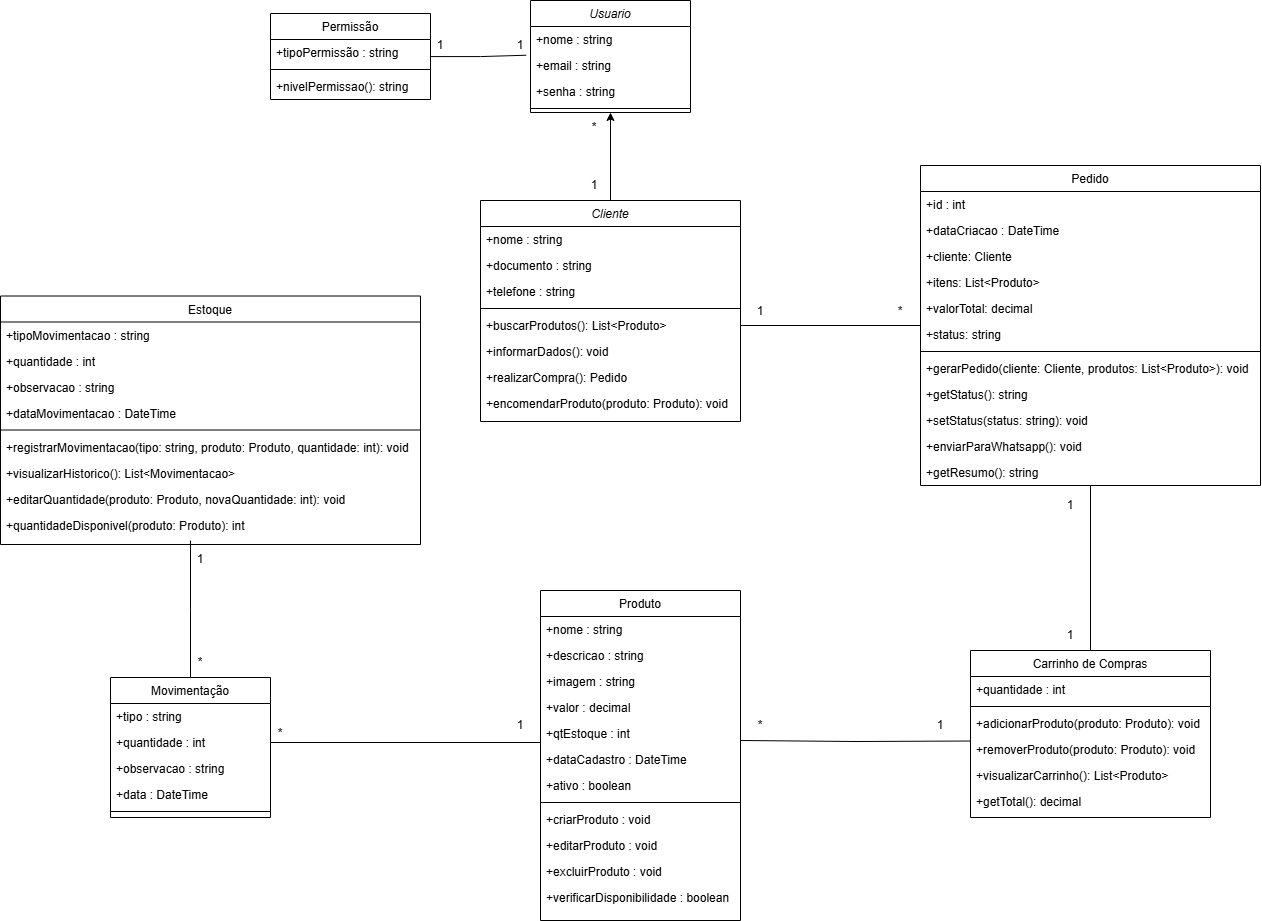 Permissão
+tipoPermissão : string
+nivelPermissao(): string
1
1
Usuario
+nome : string
+email : string
+senha : string
*
1
Cliente
+nome : string
+documento : string
+telefone : string
+buscarProdutos(): List<Produto>
+informarDados(): void
+realizarCompra(): Pedido
+encomendarProduto(produto: Produto): void
1
*
Pedido
+id : int
+dataCriacao : DateTime
+cliente: Cliente
+itens: List<Produto>
+valorTotal: decimal
+status: string
+gerarPedido(cliente: Cliente, produtos: List<Produto>): void
+getStatus(): string
+setStatus(status: string): void
+enviarParaWhatsapp(): void
+getResumo(): string
1
1
Estoque
+tipoMovimentacao : string
+quantidade : int
+observacao : string
+dataMovimentacao : DateTime
+registrarMovimentacao(tipo: string, produto: Produto, quantidade: int): void
+visualizarHistorico(): List<Movimentacao>
+editarQuantidade(produto: Produto, novaQuantidade: int): void
+quantidadeDisponivel(produto: Produto): int
1
*
Movimentação
+tipo : string
+quantidade : int
+observacao : string
+data : DateTime
*
1
Produto
+nome : string
+descricao : string
+imagem : string
+valor : decimal
+qtEstoque : int
+dataCadastro : DateTime
+ativo : boolean
+criarProduto : void
+editarProduto : void
+excluirProduto : void
+verificarDisponibilidade : boolean
*
1
Carrinho de Compras
+quantidade : int
+adicionarProduto(produto: Produto): void
+removerProduto(produto: Produto): void
+visualizarCarrinho(): List<Produto>
+getTotal(): decimal